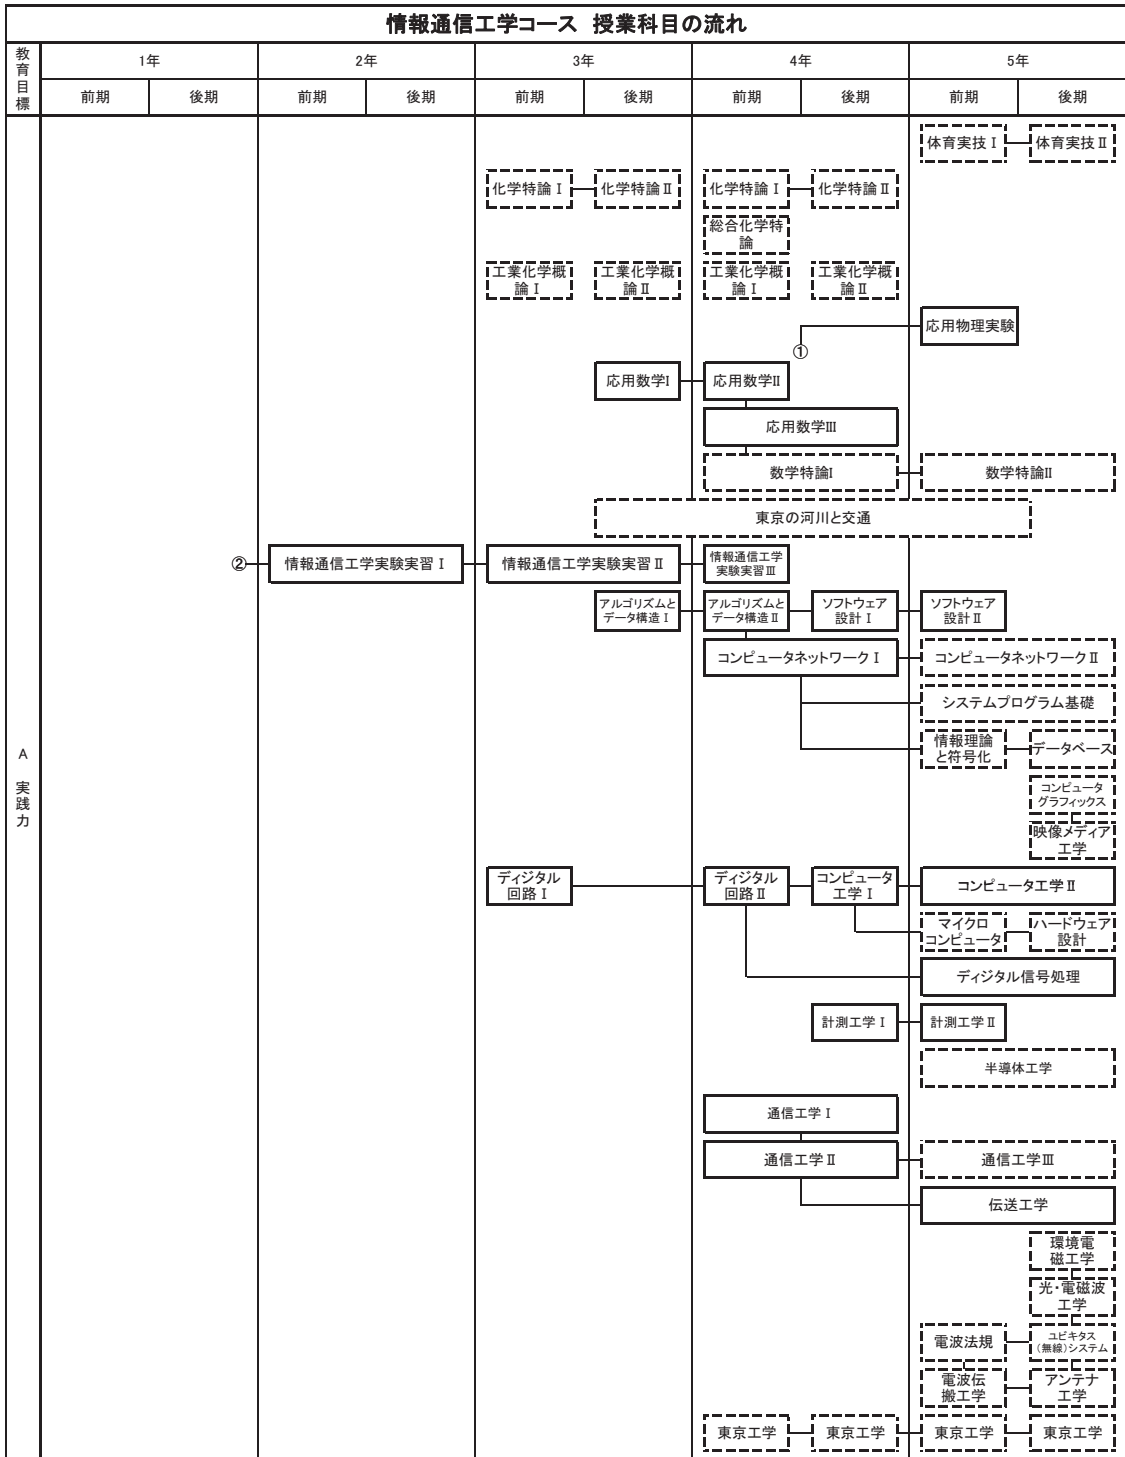 情報通信工学コース 授業科目の流れ
教育目標
1年
2年
3年
4年
5年
前期
後期
前期
後期
前期
後期
前期
後期
前期
後期
A 実践力
体育実技Ⅰ
体育実技Ⅱ
化学特論Ⅰ
化学特論Ⅱ
化学特論Ⅰ
化学特論Ⅱ
総合化学特
論
工業化学概
論Ⅰ
工業化学概
論Ⅱ
工業化学概
論Ⅰ
工業化学概
論Ⅱ
応用物理実験
①
応用数学I
応用数学II
応用数学III
数学特論I
数学特論II
東京の河川と交通
②
情報通信工学実験実習Ⅰ
情報通信工学実験実習Ⅱ
情報通信工学
実験実習Ⅲ
アルゴリズムと
データ構造Ⅰ
アルゴリズムと
データ構造Ⅱ
ソフトウェア
設計Ⅰ
ソフトウェア
設計Ⅱ
コンピュータネットワークⅠ
コンピュータネットワークⅡ
システムプログラム基礎
情報理論
と符号化
データベース
コンピュータ
グラフィックス
映像メディア
工学
ディジタル
回路Ⅰ
ディジタル
回路Ⅱ
コンピュータ
工学Ⅰ
コンピュータ工学Ⅱ
マイクロ
コンピュータ
ハードウェア
設計
ディジタル信号処理
計測工学Ⅰ
計測工学Ⅱ
半導体工学
通信工学Ⅰ
通信工学Ⅱ
通信工学Ⅲ
伝送工学
環境電
磁工学
光・電磁波
工学
電波法規
ユビキタス
(無線)システム
電波伝
搬工学
アンテナ
工学
東京工学
東京工学
東京工学
東京工学